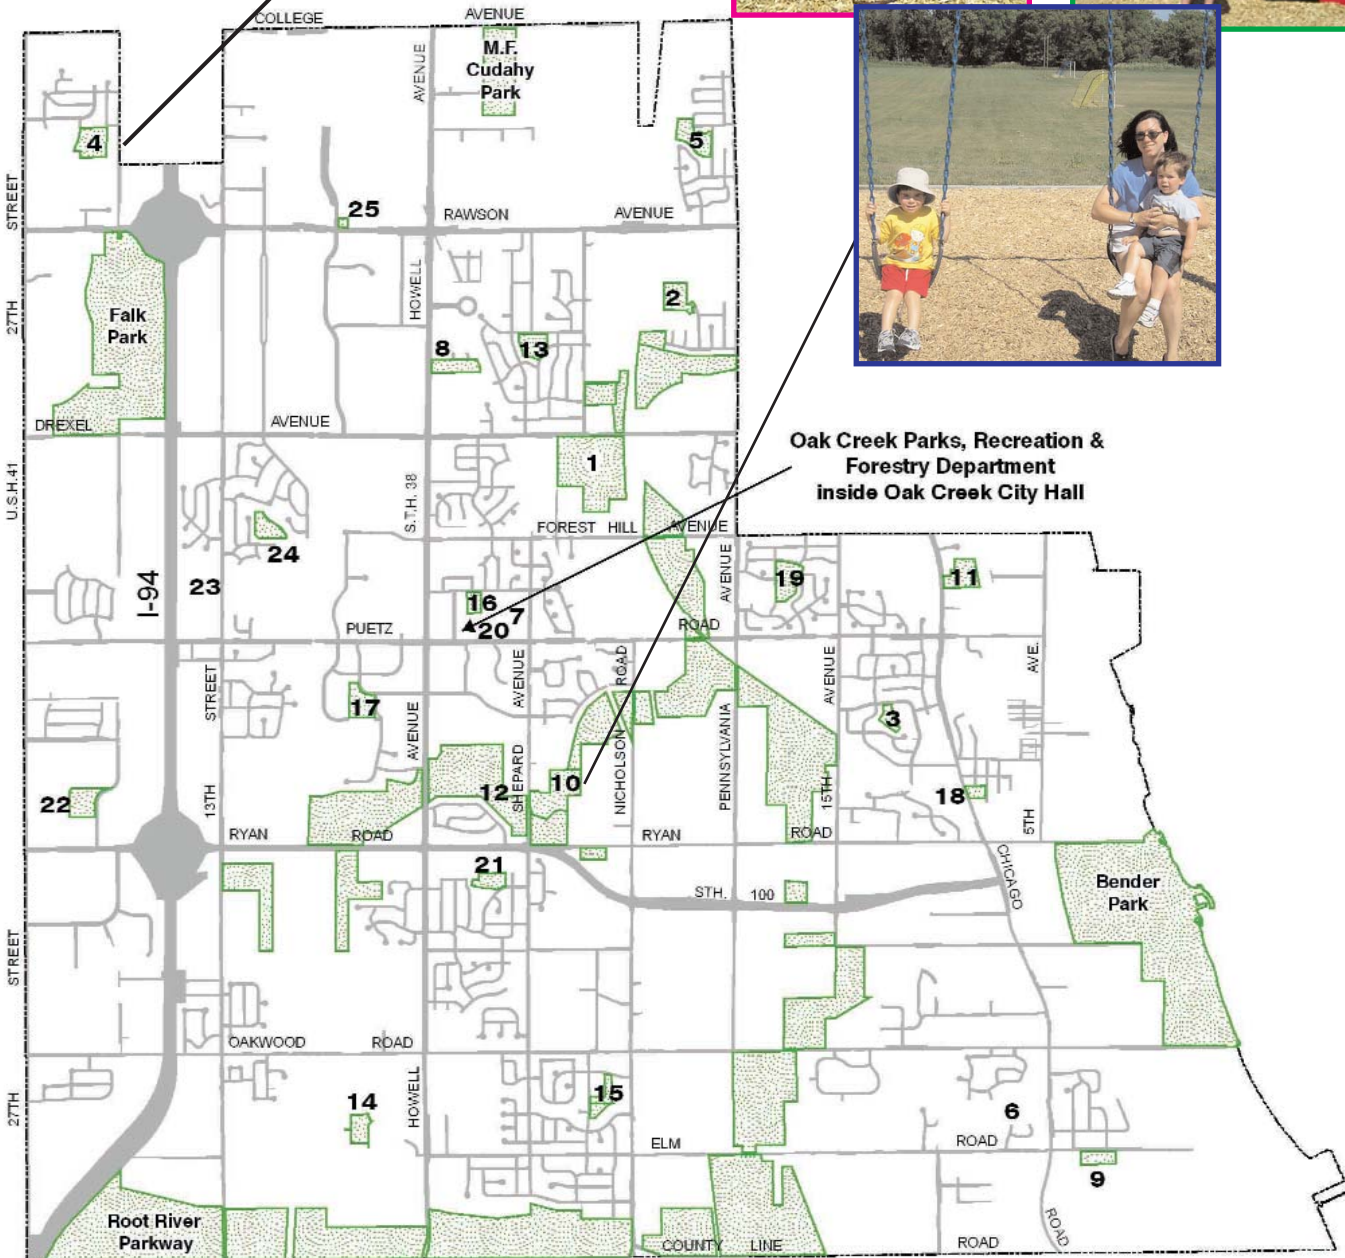 COLLEGE AVENUE
M.F.
Cudahy
Park
AVENUE
4
5
STREET
25
RAWSON AVENUE
27TH
Falk
Park
HOWELL
2
8
13
DREXEL AVENUE
Oak Creek Parks, Recreation &
Forestry Department
inside Oak Creek City Hall
1
U.S.H. 41
S.T.H. 38
FOREST HILL AVENUE
24
I-94
23
AVENUE
19
11
16
7
20
PUETZ ROAD
STREET
AVENUE
ROAD
AVENUE
AVE.
17
AVENUE
3
13TH
SHEPARD
NICHOLSON
PENNSYLVANIA
15TH
22
12
10
18
5TH
RYAN ROAD RYAN ROAD
21
CHICAGO
STH. 100
Bender
Park
STREET
OAKWOOD ROAD
27TH
14
HOWELL
15
6
ELM ROAD
9
Root River
Parkway
ROAD
COUNTY LINE ROAD